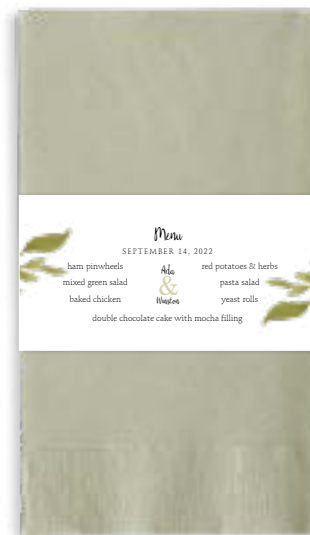 Menu
SEPTEMBER 14, 2022
ham pinwheels
mixed green salad
baked chicken
Ada
&
Winston
red potatoes & herbs
pasta salad
yeast rolls
double chocolate cake with mocha filling